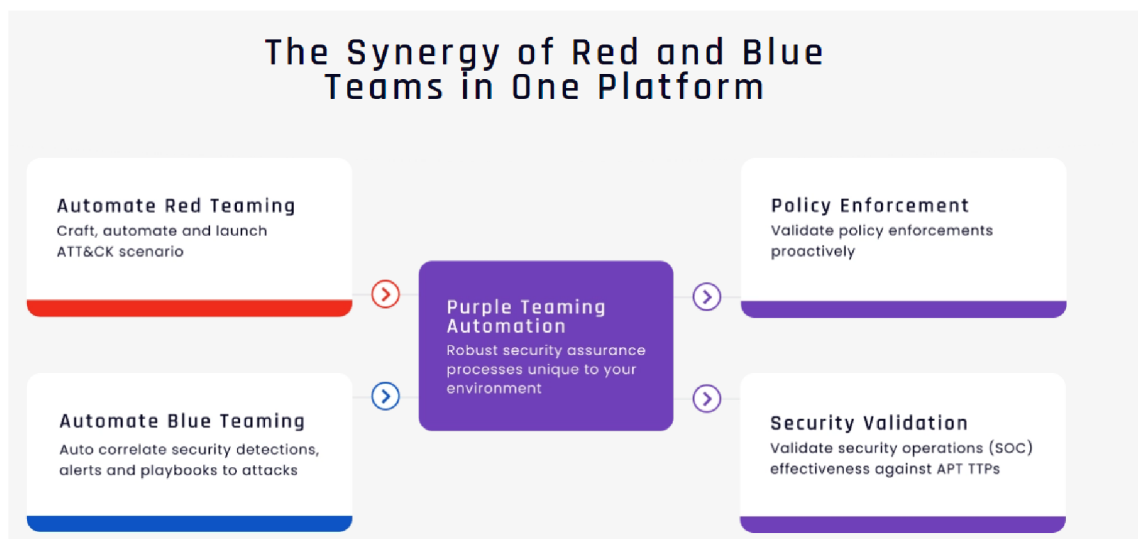 The Synergy of Red and Blue
Teams in One Platform
Automate Red Teaming
Craft, automate and launch
ATT&CK scenario
Automate Blue Teaming
Auto correlate security detections,
alerts and playbooks to attacks
Purple Teaming
Automation
Robust security assurance
processes unique to your
environment
Policy Enforcement
Validate policy enforcements
proactively
Security Validation
Validate security operations (SOC)
effectiveness against APT TTPs